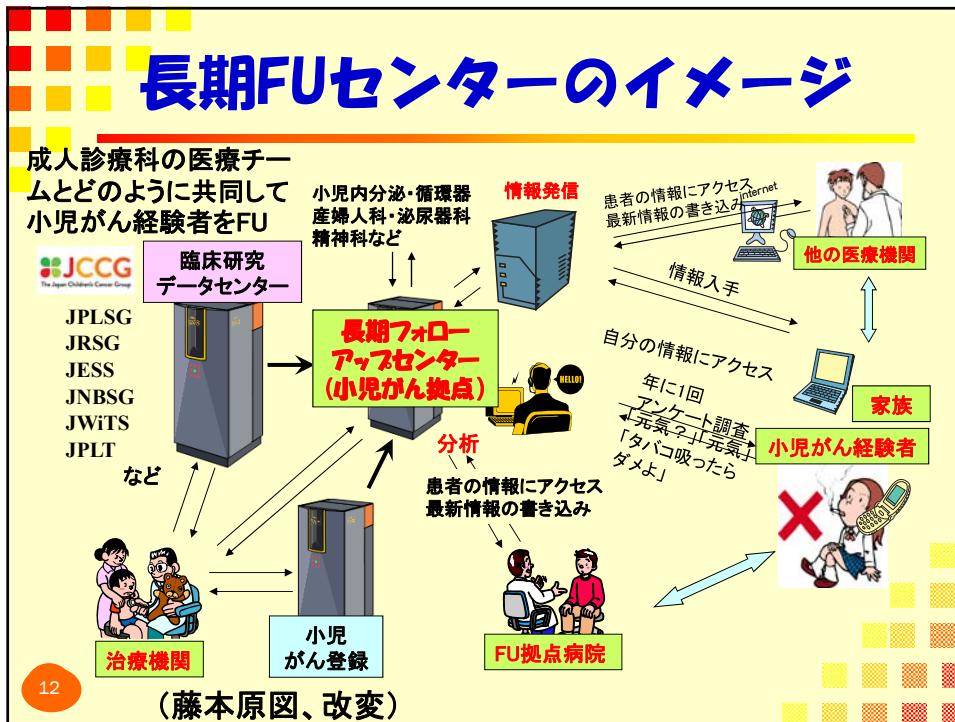 長期FUセンターのイメージ
成人診療科の医療チー
ムとどのように共同して
小児がん経験者をFU
小児内分泌・循環器
産婦人科・泌尿器科
精神科など
情報発信
患者の情報にアクセス
最新情報の書き込み
internet
他の医療機関
JCCG
The Japan Children's Cancer Group
臨床研究
データセンター
JPLSG
JRSG
JESS
JNBSG
JWiTS
JPLT
など
長期フォロー
アップセンター
(小児がん拠点)
HELLO!
分析
情報入手
自分の情報にアクセス
年に1回
アンケート調査
「元気?」「元気」
「タバコ吸ったら
ダメよ」
家族
小児がん経験者
患者の情報にアクセス
最新情報の書き込み
治療機関
小児
がん登録
FU拠点病院
12
(藤本原図、改変)